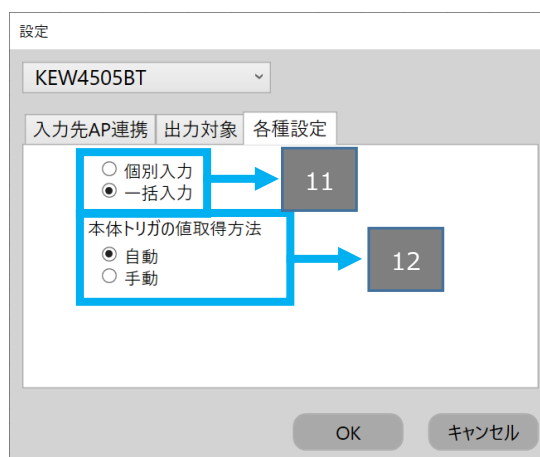 設定
KEW4505BT
入力先AP連携 出力対象 各種設定
個別入力
一括入力
11
本体トリガの値取得方法
自動
手動
12
OK キャンセル